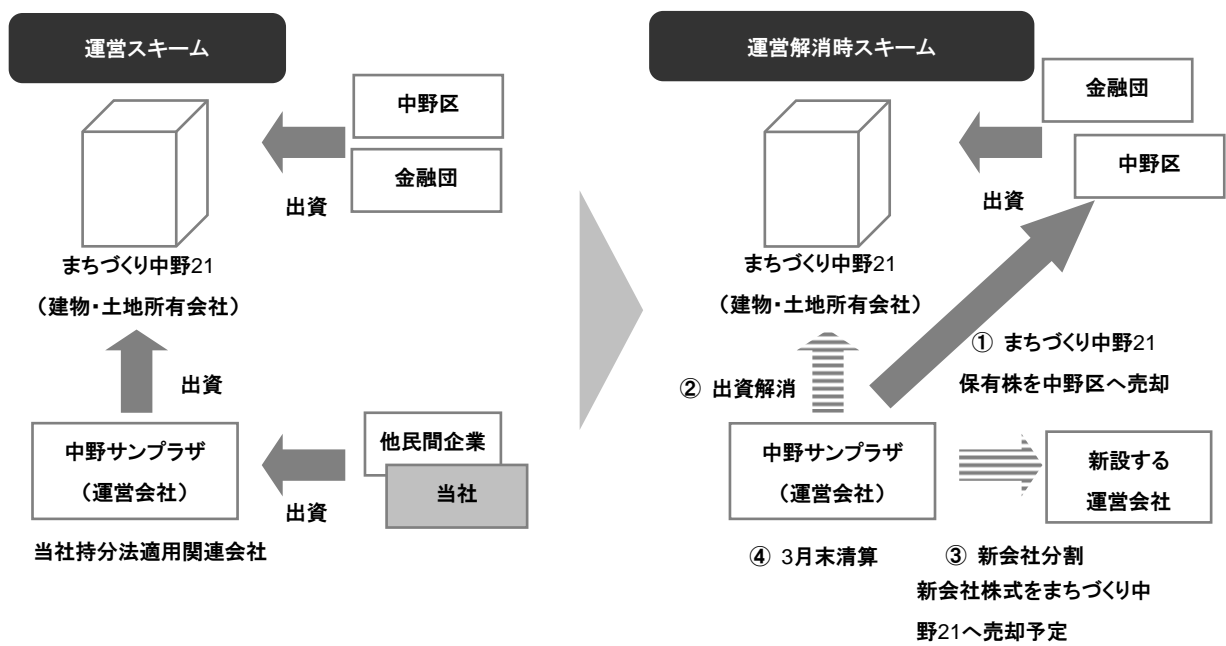 運営スキーム
中野区
金融団
出資
まちづくり中野21
（建物・土地所有会社）
出資
中野サンプラザ
（運営会社）
他民間企業
当社
出資
当社持分法適用関連会社
運営解消時スキーム
金融団
中野区
出資
まちづくり中野21
（建物・土地所有会社）
① まちづくり中野21
保有株を中野区へ売却
② 出資解消
中野サンプラザ
（運営会社）
新設する
運営会社
④ 3月末清算
③ 新会社分割
新会社株式をまちづくり中
野21へ売却予定